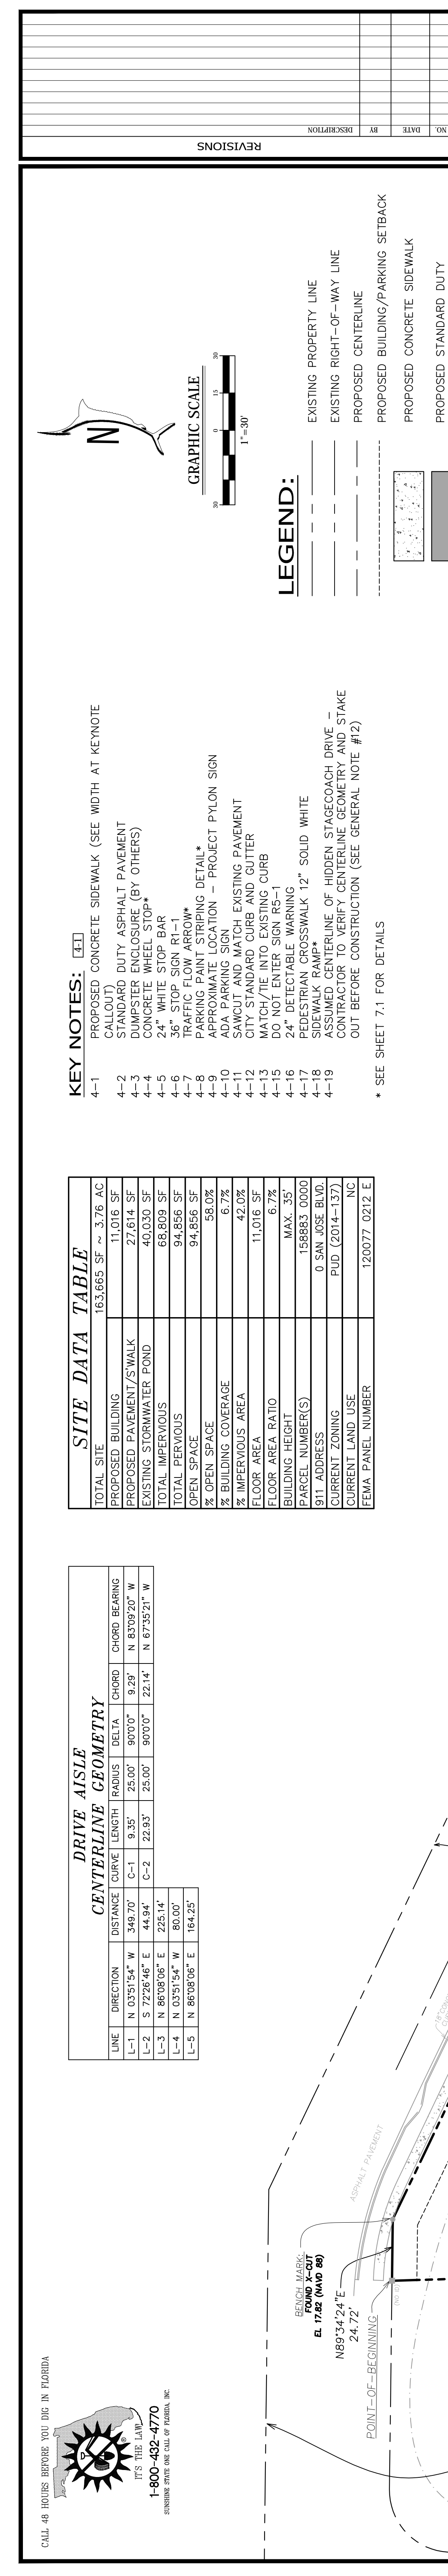 CALL 48 HOURS BEFORE YOU DIG IN FLORIDA
IT'S THE LAW!
1-800-432-4770
SUNSHINE STATE ONE CALL OF FLORIDA, INC.
BENCH MARK:
FOUND X-CUT
EL 17.82 (NAVD 88)
N89°34'24"E
24.72'
POINT-OF-BEGINNING
ASPHALT PAVEMENT
DRIVE AISLE
CENTERLINE GEOMETRY
LINE DIRECTION DISTANCE CURVE LENGTH RADIUS DELTA CHORD CHORD BEARING
L-1 N 03°51'54" W 349.70' C-1 9.35' 25.00' 90°0'0" 9.29' N 83°09'20" W
L-2 S 72°26'46" E 44.94' C-2 22.93' 25.00' 90°0'0" 22.14' N 67°35'21" W
L-3 N 86°08'06" E 225.14'
L-4 N 03°51'54" W 80.00'
L-5 N 86°08'06" E 164.25'
SITE DATA TABLE
TOTAL SITE 163,665 SF ~ 3.76 AC
PROPOSED BUILDING 11,016 SF
PROPOSED PAVEMENT/S'WALK 27,614 SF
EXISTING STORMWATER POND 40,030 SF
TOTAL IMPERVIOUS 68,809 SF
TOTAL PERVIOUS 94,856 SF
OPEN SPACE 94,856 SF
% OPEN SPACE 58.0%
% BUILDING COVERAGE 6.7%
% IMPERVIOUS AREA 42.0%
FLOOR AREA 11,016 SF
FLOOR AREA RATIO 6.7%
BUILDING HEIGHT MAX. 35'
PARCEL NUMBER(S) 158883 0000
911 ADDRESS 0 SAN JOSE BLVD.
CURRENT ZONING PUD (2014-137)
CURRENT LAND USE NC
FEMA PANEL NUMBER 120077 0212 E
KEY NOTES: 4-1
4-1 PROPOSED CONCRETE SIDEWALK (SEE WIDTH AT KEYNOTE
CALLOUT)
4-2 STANDARD DUTY ASPHALT PAVEMENT
4-3 DUMPSTER ENCLOSURE (BY OTHERS)
4-4 CONCRETE WHEEL STOP*
4-5 24" WHITE STOP BAR
4-6 36" STOP SIGN R1-1
4-7 TRAFFIC FLOW ARROW*
4-8 PARKING PAINT STRIPING DETAIL*
4-9 APPROXIMATE LOCATION - PROJECT PYLON SIGN
4-10 ADA PARKING SIGN
4-11 SAWCUT AND MATCH EXISTING PAVEMENT
4-12 CITY STANDARD CURB AND GUTTER
4-13 MATCH/TIE INTO EXISTING CURB
4-15 DO NOT ENTER SIGN R5-1
4-16 24" DETECTABLE WARNING
4-17 PEDESTRIAN CROSSWALK 12" SOLID WHITE
4-18 SIDEWALK RAMP*
4-19 ASSUMED CENTERLINE OF HIDDEN STAGECOACH DRIVE -
CONTRACTOR TO VERIFY CENTERLINE GEOMETRY AND STAKE
OUT BEFORE CONSTRUCTION (SEE GENERAL NOTE #12)
* SEE SHEET 7.1 FOR DETAILS
N
GRAPHIC SCALE
30 0 15 30
1"=30'
LEGEND:
EXISTING PROPERTY LINE
EXISTING RIGHT-OF-WAY LINE
PROPOSED CENTERLINE
PROPOSED BUILDING/PARKING SETBACK
PROPOSED CONCRETE SIDEWALK
PROPOSED STANDARD DUTY
REVISIONS
NO. DATE BY DESCRIPTION